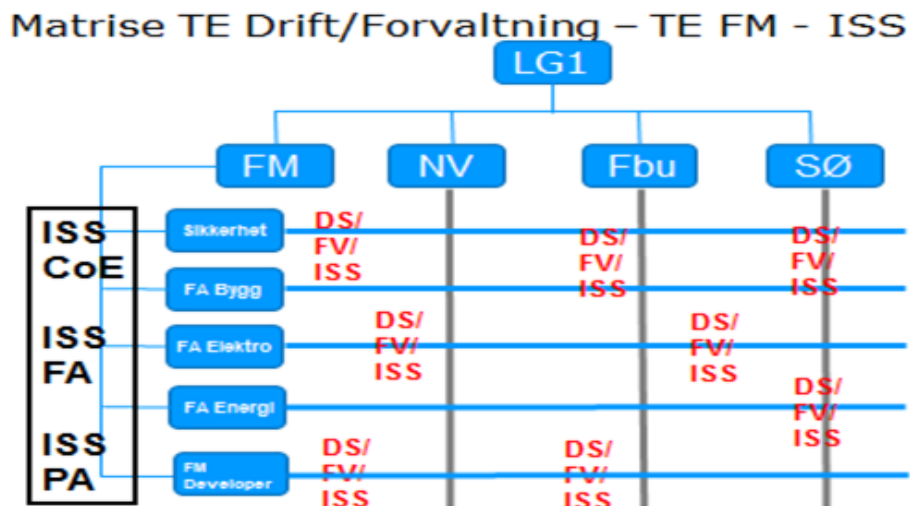 Matrise TE Drift/Forvaltning – TE FM - ISS
LG1
FM
NV
Fbu
SØ
ISS
CoE
ISS
FA
ISS
PA
Sikkerhet
FA Bygg
FA Elektro
FA Energi
FM
Developer
DS/
FV/
ISS
DS/
FV/
ISS
DS/
FV/
ISS
DS/
FV/
ISS
DS/
FV/
ISS
DS/
FV/
ISS
DS/
FV/
ISS
DS/
FV/
ISS